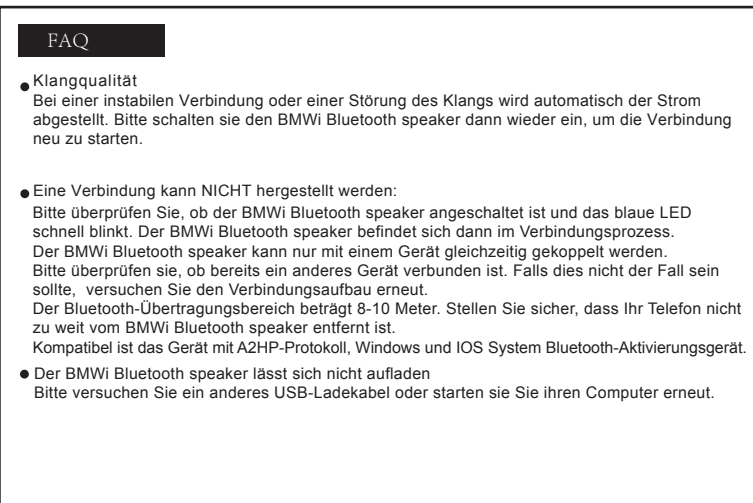 FAQ
● Klangqualität
Bei einer instabilen Verbindung oder einer Störung des Klangs wird automatisch der Strom
abgestellt. Bitte schalten sie den BMWi Bluetooth speaker dann wieder ein, um die Verbindung
neu zu starten.
● Eine Verbindung kann NICHT hergestellt werden:
Bitte überprüfen Sie, ob der BMWi Bluetooth speaker angeschaltet ist und das blaue LED
schnell blinkt. Der BMWi Bluetooth speaker befindet sich dann im Verbindungsprozess.
Der BMWi Bluetooth speaker kann nur mit einem Gerät gleichzeitig gekoppelt werden.
Bitte überprüfen sie, ob bereits ein anderes Gerät verbunden ist. Falls dies nicht der Fall sein
sollte, versuchen Sie den Verbindungsaufbau erneut.
Der Bluetooth-Übertragungsbereich beträgt 8-10 Meter. Stellen Sie sicher, dass Ihr Telefon nicht
zu weit vom BMWi Bluetooth speaker entfernt ist.
Kompatibel ist das Gerät mit A2HP-Protokoll, Windows und IOS System Bluetooth-Aktivierungsgerät.
● Der BMWi Bluetooth speaker lässt sich nicht aufladen
Bitte versuchen Sie ein anderes USB-Ladekabel oder starten sie Sie ihren Computer erneut.